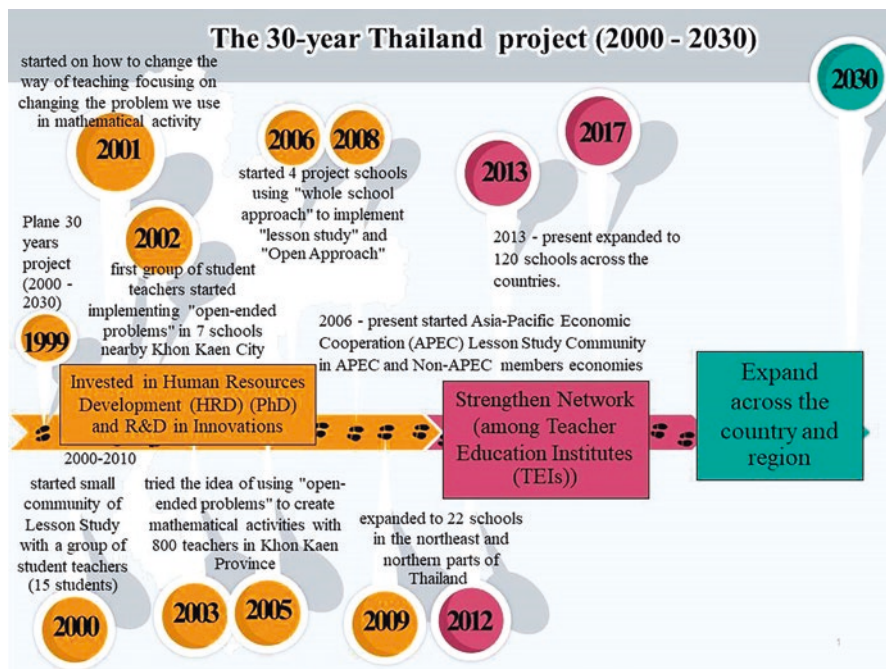 The 30-year Thailand project (2000 - 2030)
started on how to change the
way of teaching focusing on
changing the problem we use
in mathematical activity
2001
2006
2008
2013
2017
2030
started 4 project schools
using "whole school
approach" to implement
"lesson study" and
"Open Approach"
Plane 30
years
project
(2000 -
2030)
1999
2002
first group of student
teachers started
implementing "open-ended
problems" in 7 schools
nearby Khon Kaen City
2013 - present expanded to
120 schools across the
countries.
2006 - present started Asia-Pacific Economic
Cooperation (APEC) Lesson Study Community
in APEC and Non-APEC members economies
Invested in Human Resources
Development (HRD) (PhD)
and R&D in Innovations
Strengthen Network
(among Teacher
Education Institutes
(TEIs))
Expand
across the
country and
region
2000-2010
started small
community of
Lesson Study
with a group of
student teachers
(15 students)
2000
tried the idea of using "open-
ended problems" to create
mathematical activities with
800 teachers in Khon Kaen
Province
2003
2005
expanded to 22 schools
in the northeast and
northern parts of
Thailand
2009
2012
1